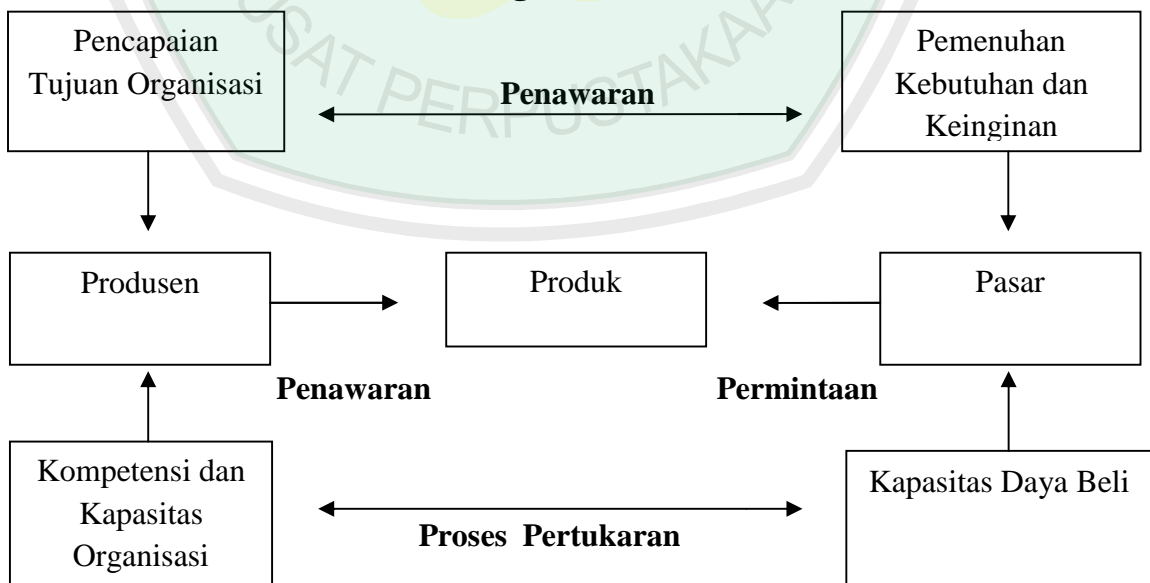 Pencapaian
Tujuan Organisasi
Penawaran
Pemenuhan
Kebutuhan dan
Keinginan
Produsen
Produk
Pasar
Penawaran
Permintaan
Kompetensi dan
Kapasitas
Organisasi
Proses Pertukaran
Kapasitas Daya Beli